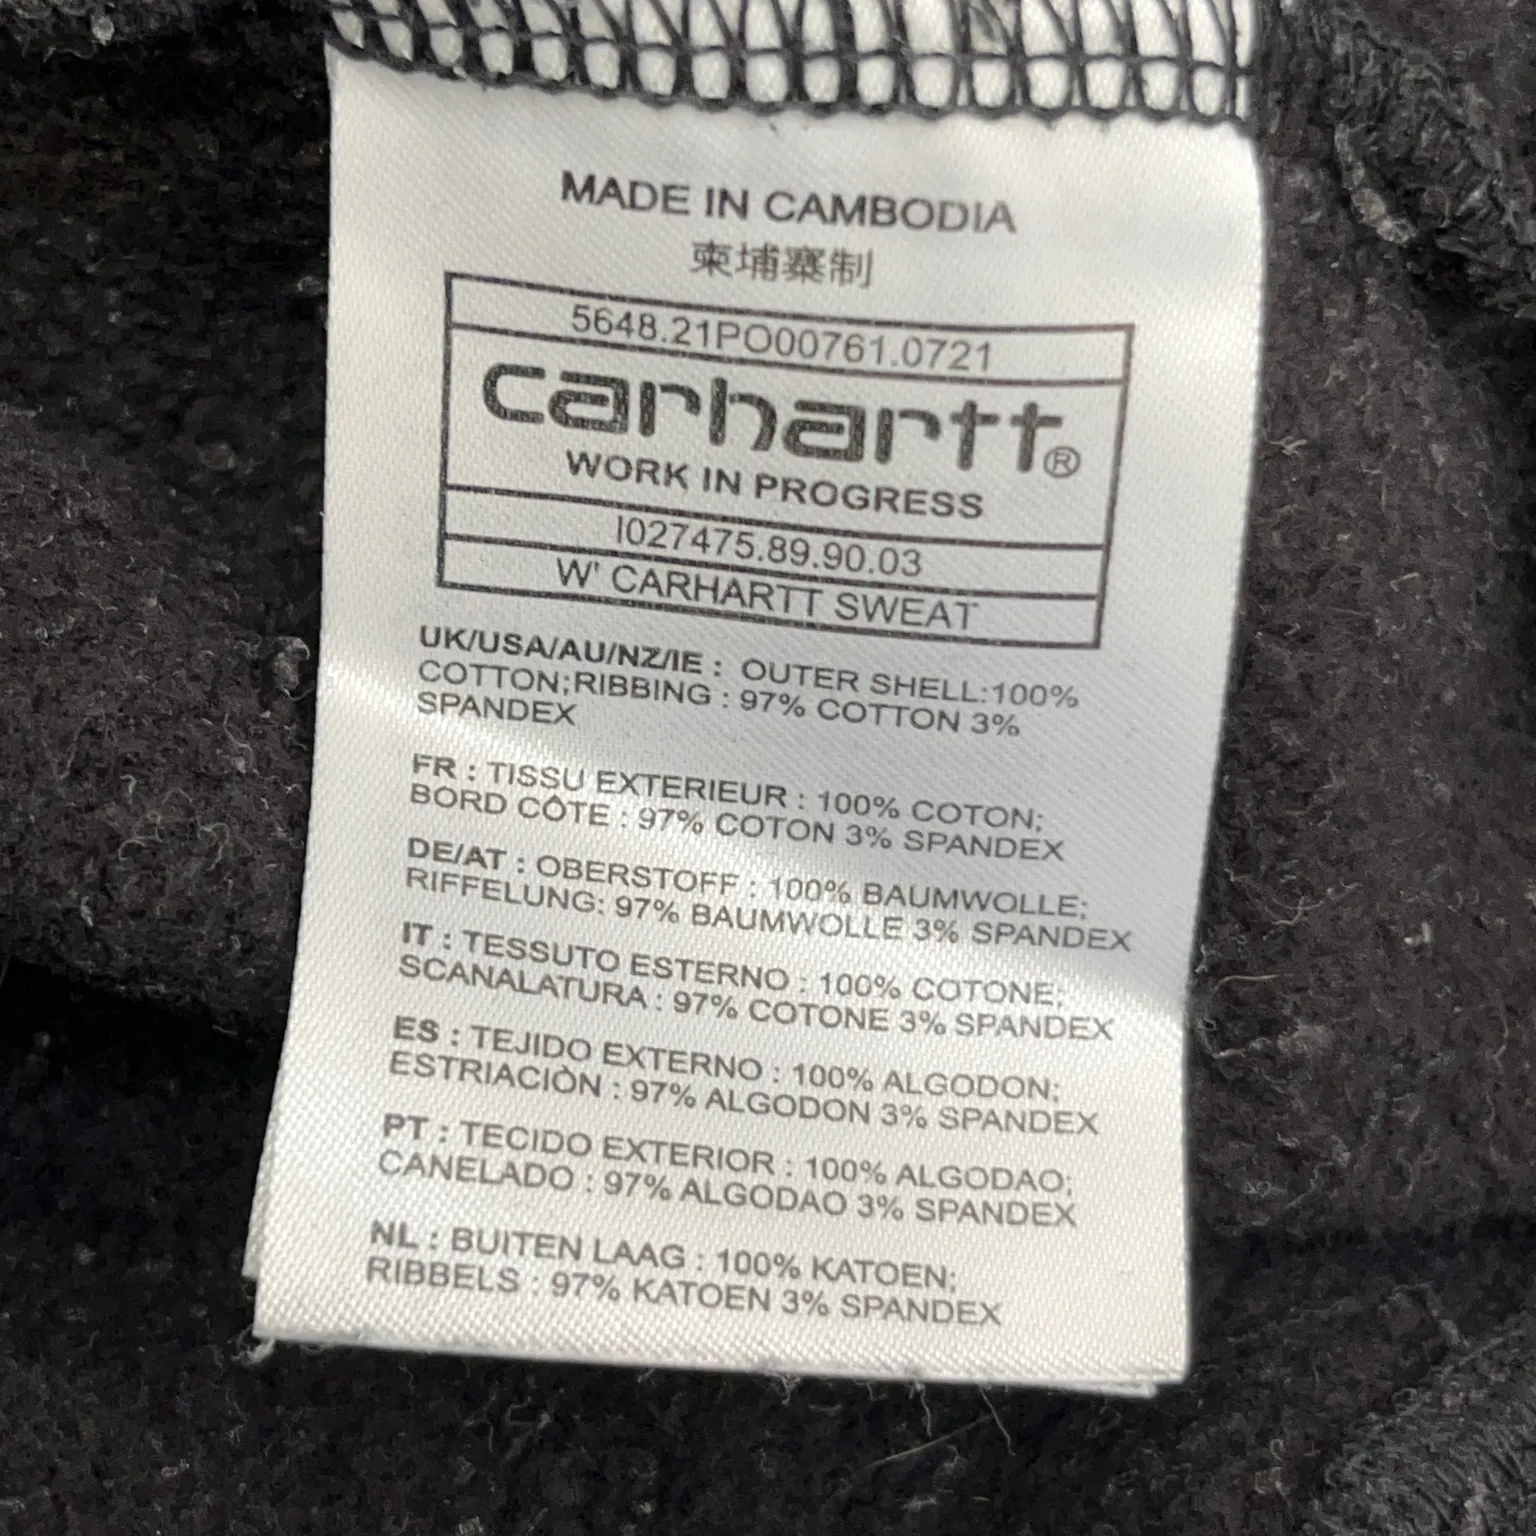 MADE IN CAMBODIA
柬埔寨制
5648.21PO00761.0721
carhartt®
WORK IN PROGRESS
I027475.89.90.03
W' CARHARTT SWEAT
UK/USA/AU/NZ/IE : OUTER SHELL:100%
COTTON;RIBBING : 97% COTTON 3%
SPANDEX
FR : TISSU EXTERIEUR : 100% COTON;
BORD CÔTE : 97% COTON 3% SPANDEX
DE/AT : OBERSTOFF : 100% BAUMWOLLE;
RIFFELUNG: 97% BAUMWOLLE 3% SPANDEX
IT : TESSUTO ESTERNO : 100% COTONE;
SCANALATURA : 97% COTONE 3% SPANDEX
ES : TEJIDO EXTERNO : 100% ALGODON;
ESTRIACIÒN : 97% ALGODON 3% SPANDEX
PT : TECIDO EXTERIOR : 100% ALGODAO;
CANELADO : 97% ALGODAO 3% SPANDEX
NL : BUITEN LAAG : 100% KATOEN;
RIBBELS : 97% KATOEN 3% SPANDEX